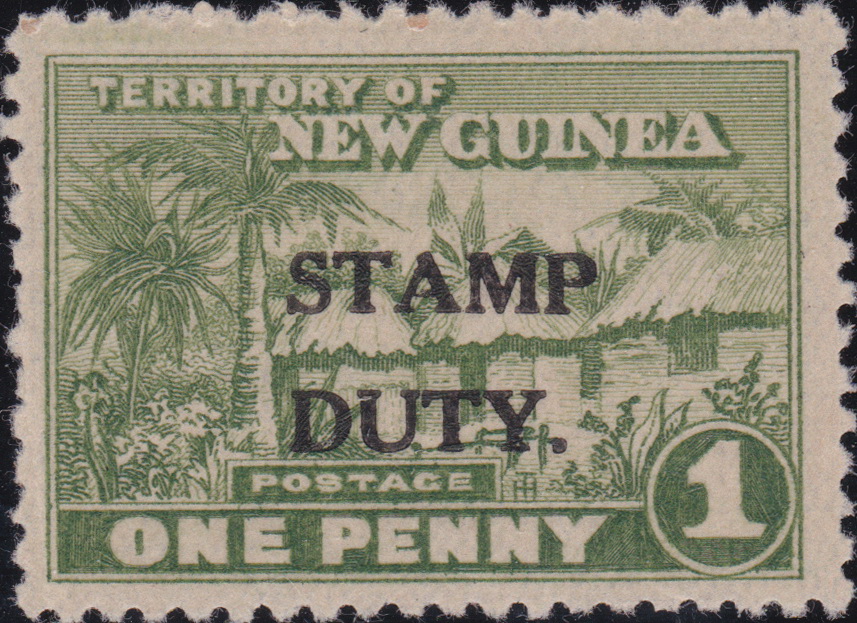 TERRITORY OF
NEW GUINEA
STAMP
DUTY.
POSTAGE
ONE PENNY
1